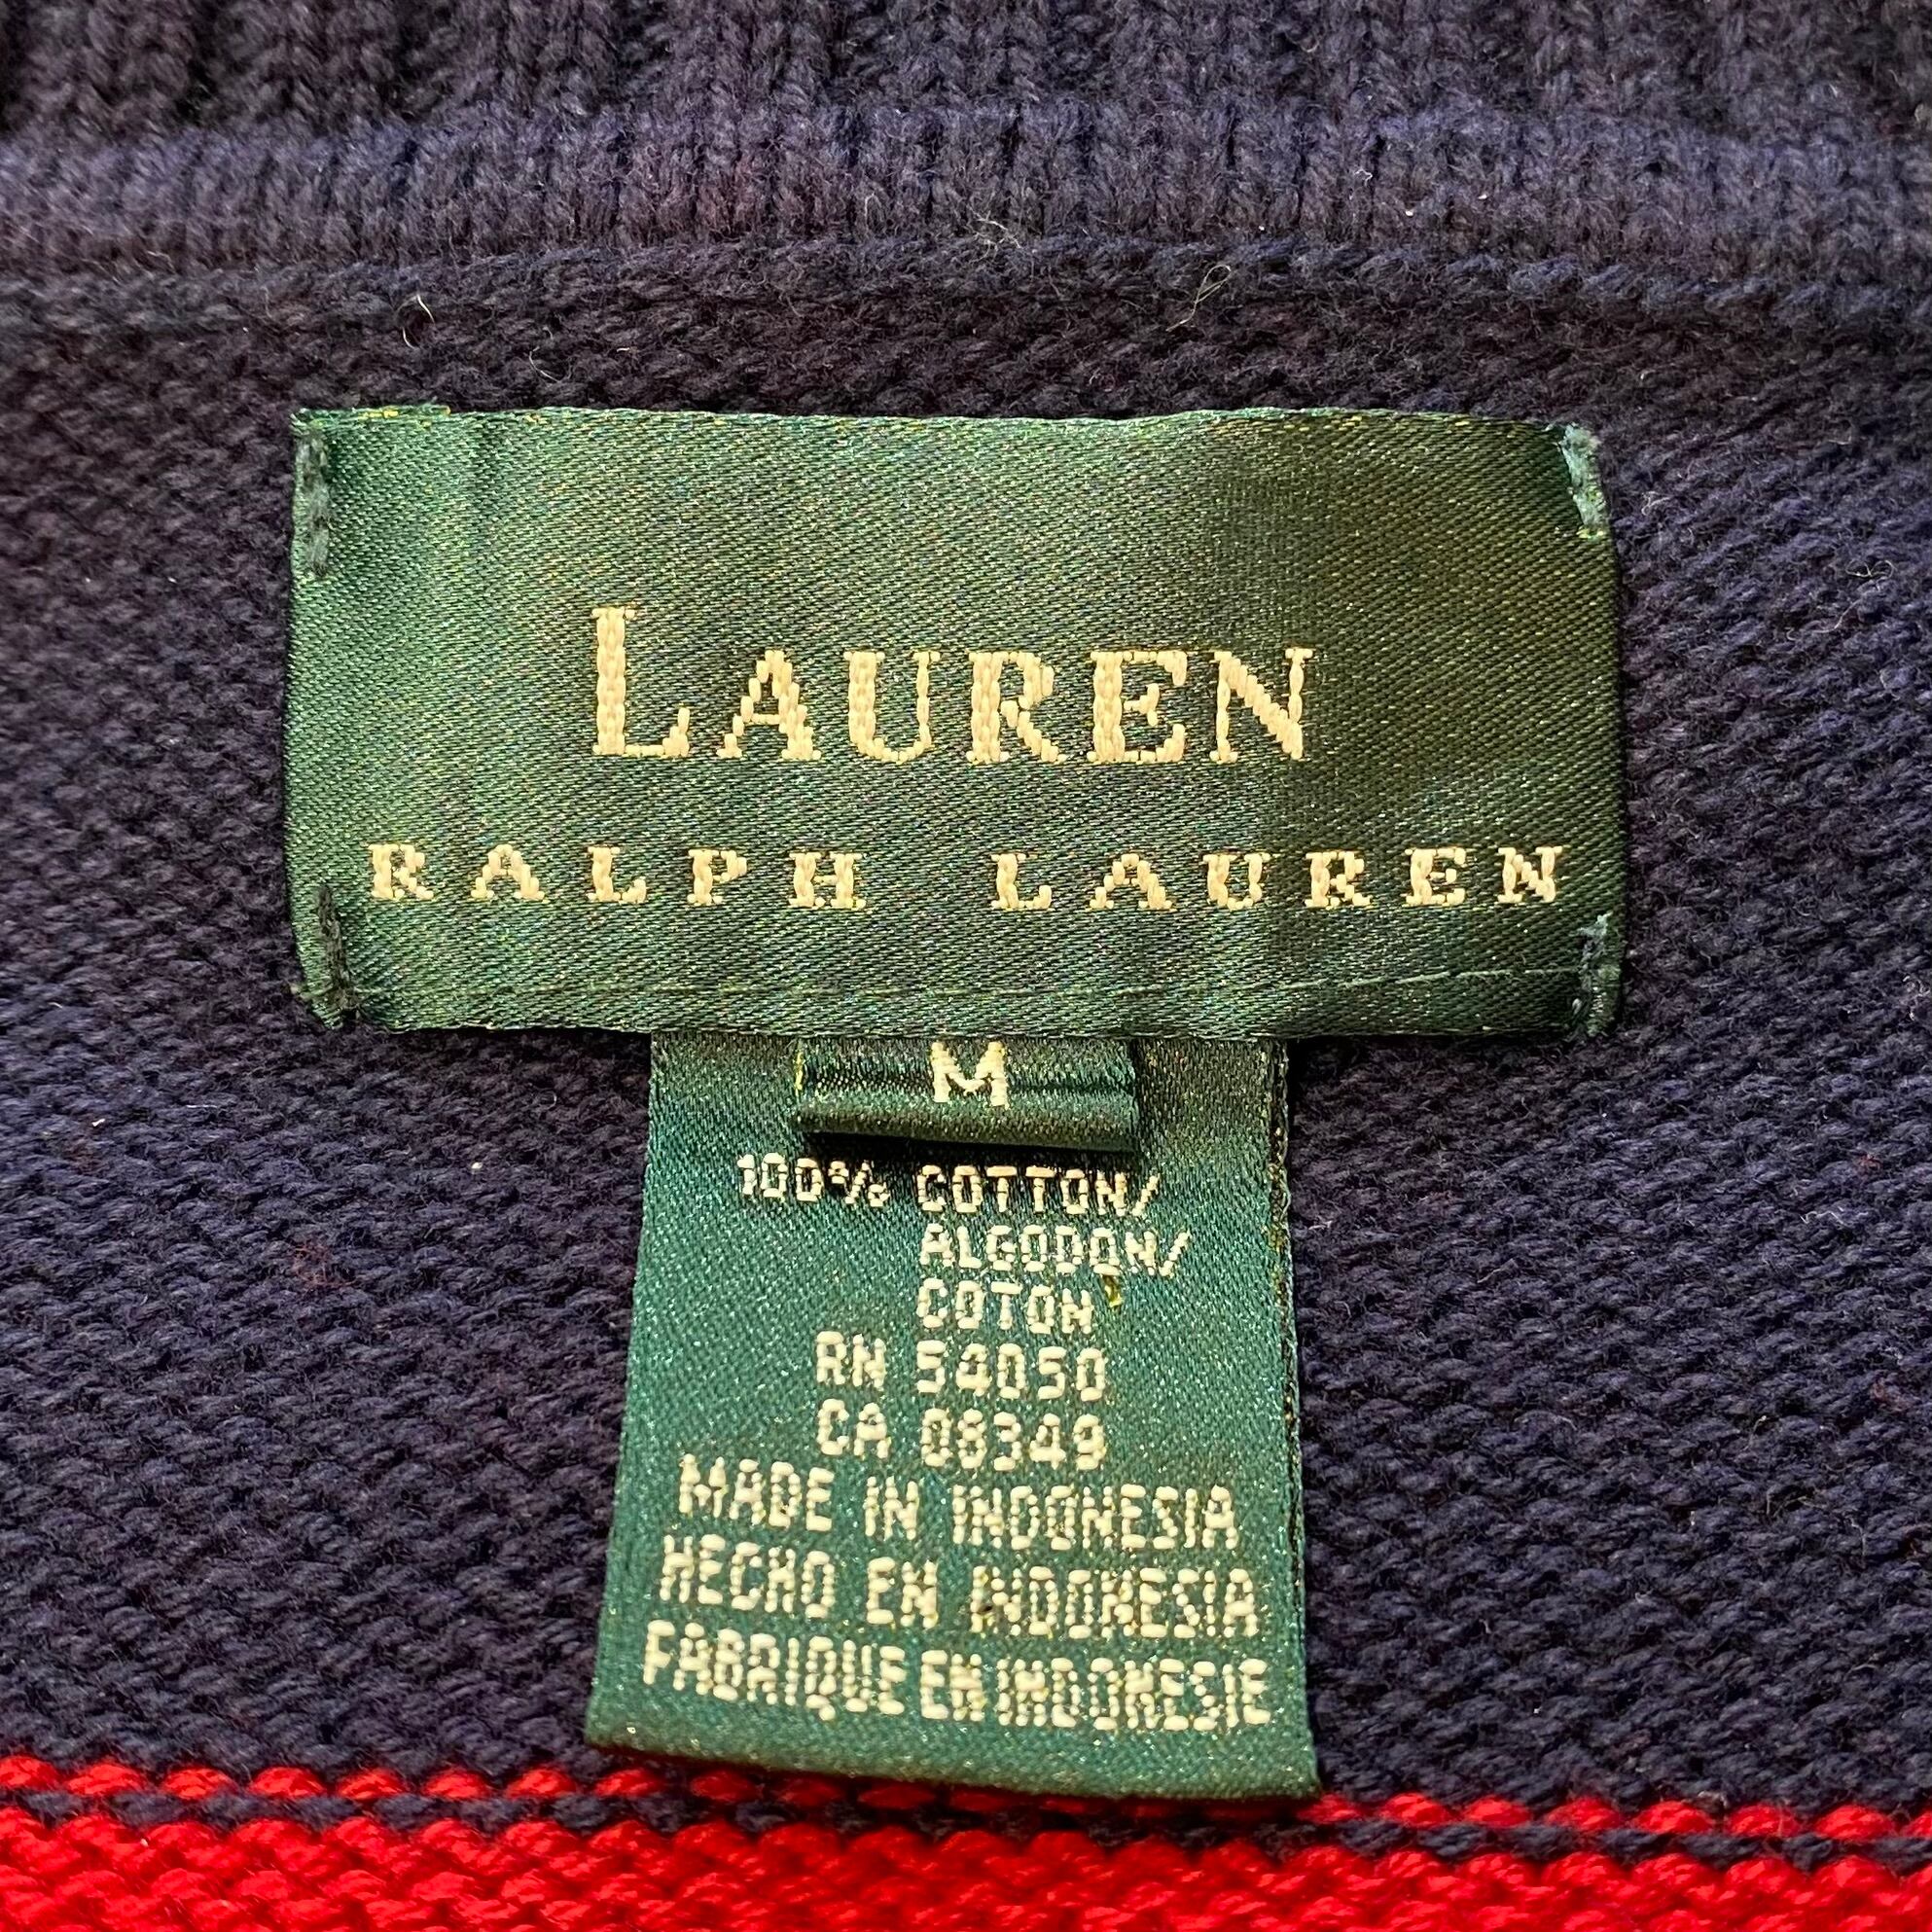 LAUREN
RALPH LAUREN
M
100% COTTON/
ALGODON/
COTON
RN 54050
CA 08349
MADE IN INDONESIA
HECHO EN INDONESIA
FABRIQUE EN INDONESIE